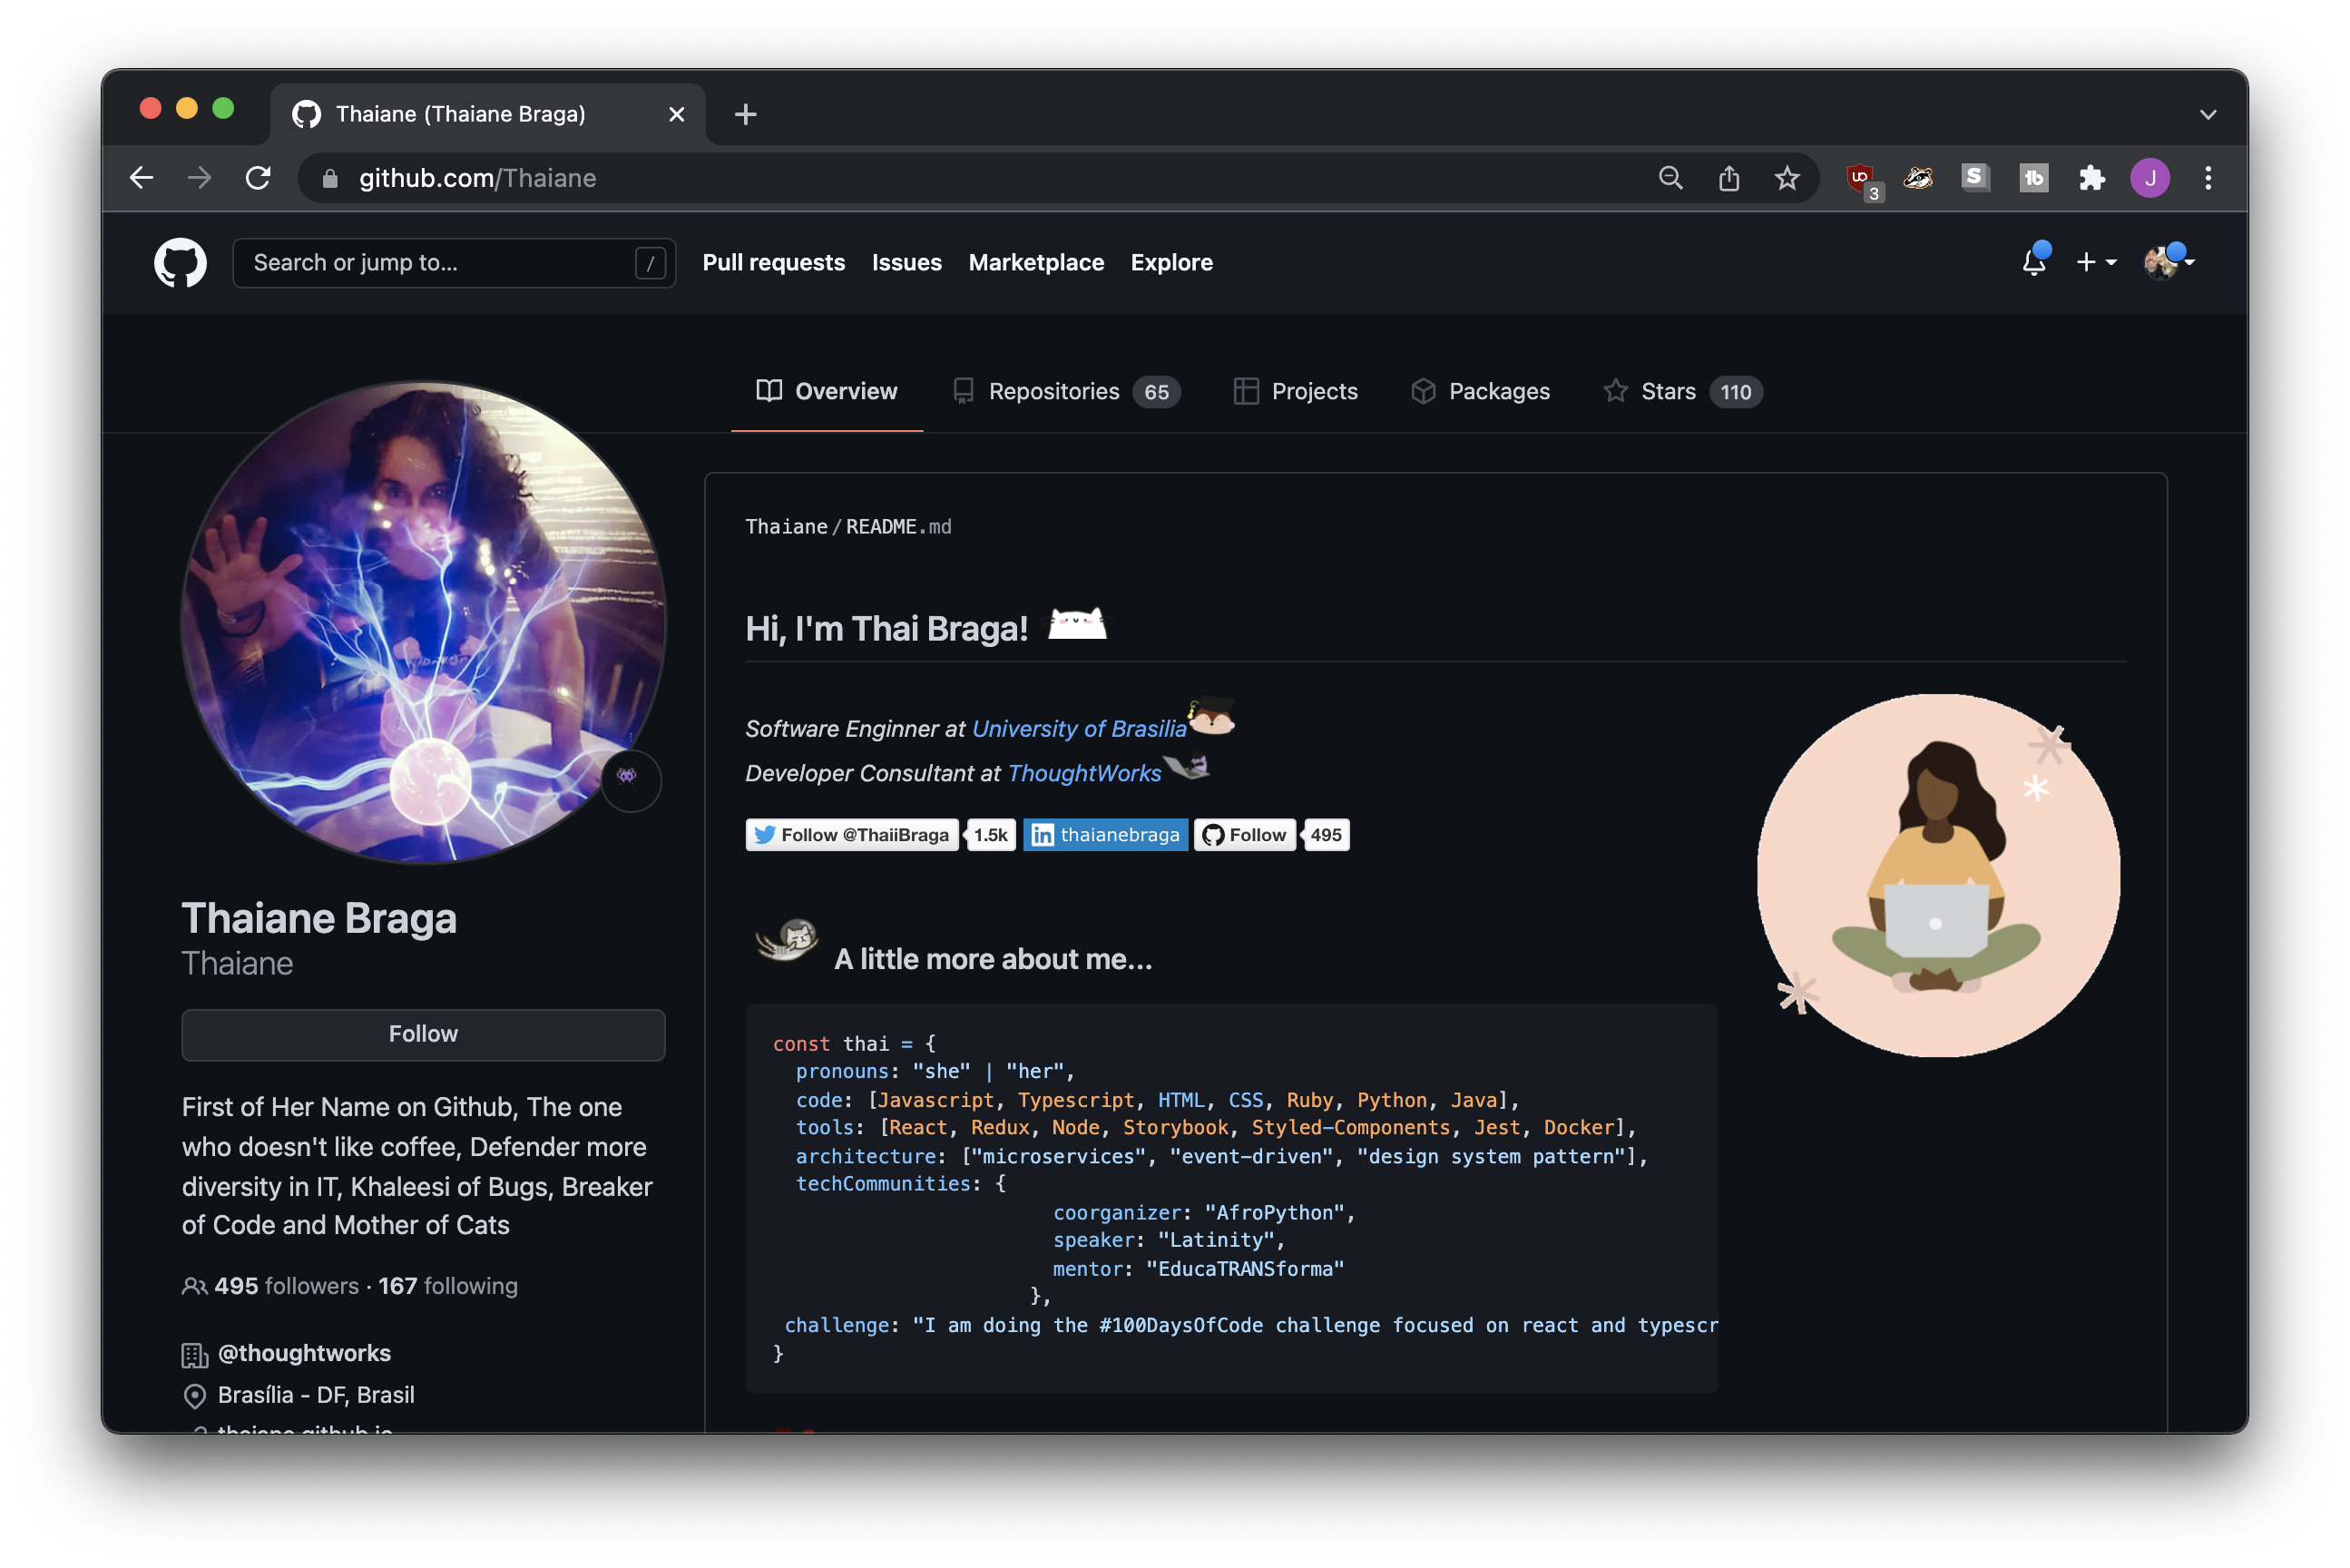 Thaiane (Thaiane Braga)
github.com/Thaiane
3
J
Search or jump to...
/
Pull requests
Issues
Marketplace
Explore
Overview
Repositories 65
Projects
Packages
Stars 110
Thaiane/README.md
Hi, I'm Thai Braga!
Software Enginner at University of Brasilia
Developer Consultant at ThoughtWorks
Follow @ThaiiBraga 1.5k
in thaianebraga
Follow 495
A little more about me...
const thai = {
pronouns: "she" | "her",
code: [Javascript, Typescript, HTML, CSS, Ruby, Python, Java],
tools: [React, Redux, Node, Storybook, Styled-Components, Jest, Docker],
architecture: ["microservices", "event-driven", "design system pattern"],
techCommunities: {
coorganizer: "AfroPython",
speaker: "Latinity",
mentor: "EducaTRANSforma"
},
challenge: "I am doing the #100DaysOfCode challenge focused on react and typescr
}
Thaiane Braga
Thaiane
Follow
First of Her Name on Github, The one
who doesn't like coffee, Defender more
diversity in IT, Khaleesi of Bugs, Breaker
of Code and Mother of Cats
495 followers · 167 following
@thoughtworks
Brasília - DF, Brasil
thaiane.github.io